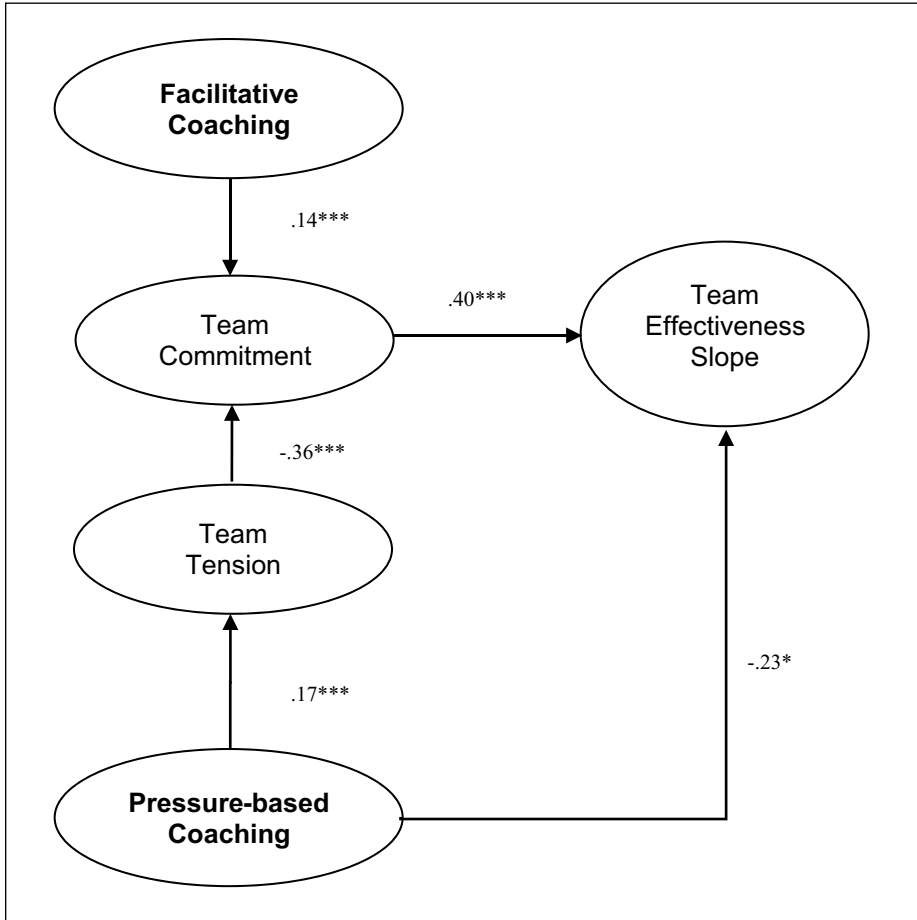 Facilitative
Coaching
.14***
Team
Commitment
.40***
Team
Effectiveness
Slope
-.36***
Team
Tension
-.23*
.17***
Pressure-based
Coaching